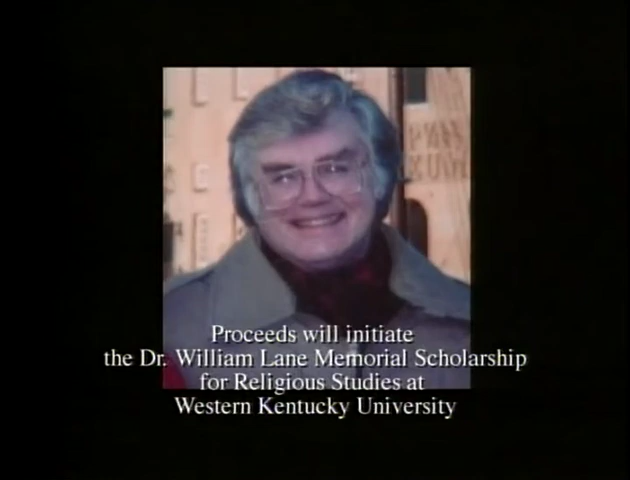 Proceeds will initiate
the Dr. William Lane Memorial Scholarship
for Religious Studies at
Western Kentucky University